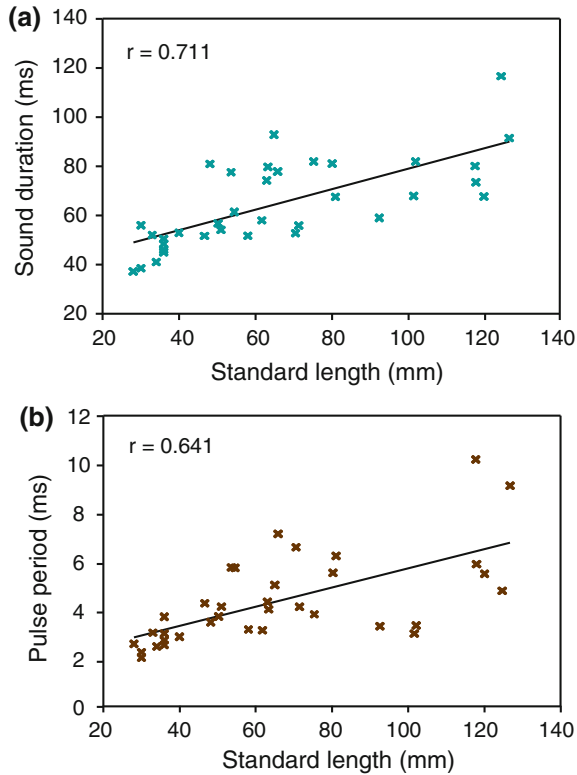 (a)
r = 0.711
Sound duration (ms)
140
120
100
80
60
40
20
20 40 60 80 100 120 140
Standard length (mm)
(b)
r = 0.641
Pulse period (ms)
12
10
8
6
4
2
0
20 40 60 80 100 120 140
Standard length (mm)